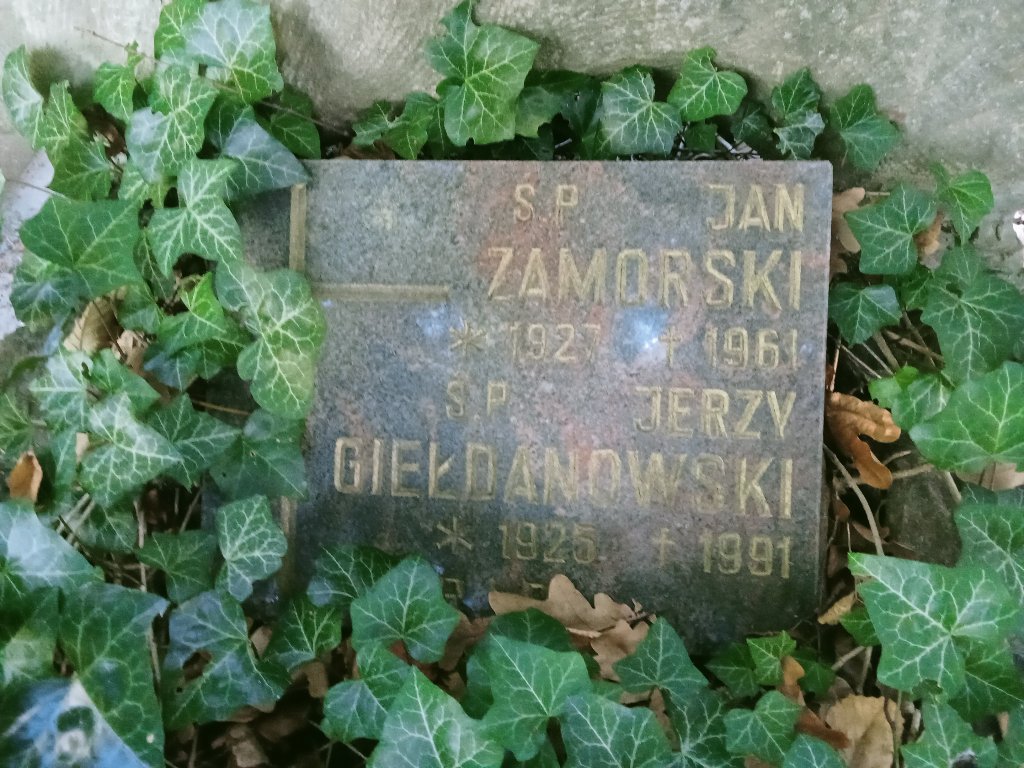 Ś.P JAN
ZAMORSKI
* 1927 † 1961
Ś.P JERZY
GIEŁDANOWSKI
* 1925 † 1991